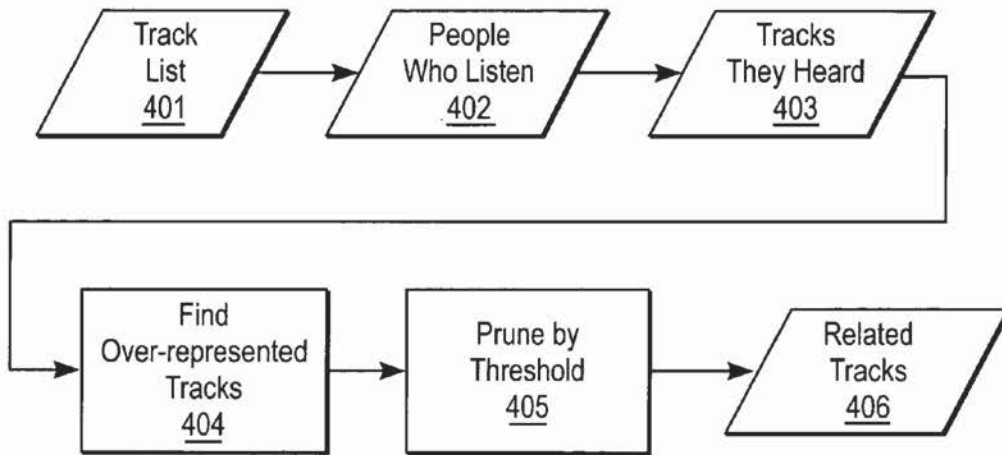 Track
List
401
People
Who Listen
402
Tracks
They Heard
403
Find
Over-represented
Tracks
404
Prune by
Threshold
405
Related
Tracks
406